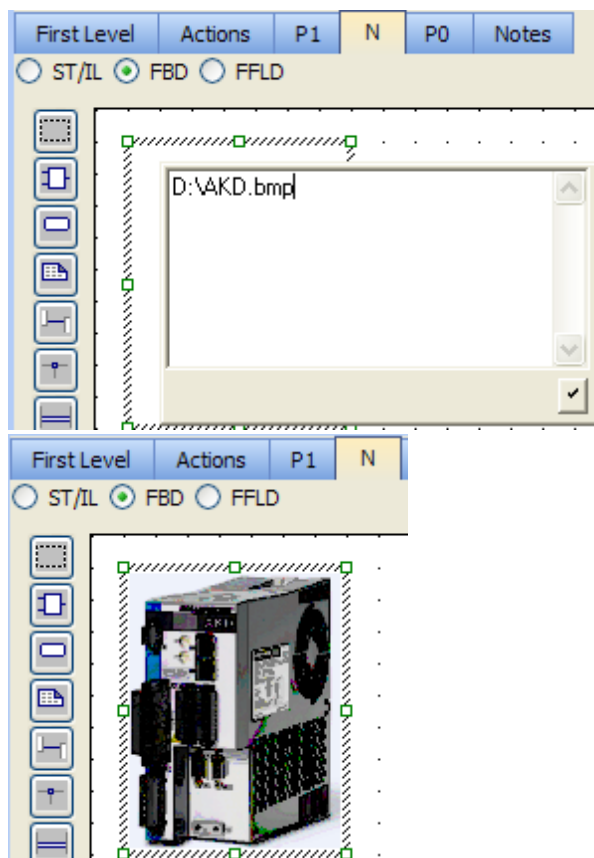 First Level Actions P1 N P0 Notes
ST/IL FBD FFLD
D:\AKD.bmp
First Level Actions P1 N
ST/IL FBD FFLD
AKD